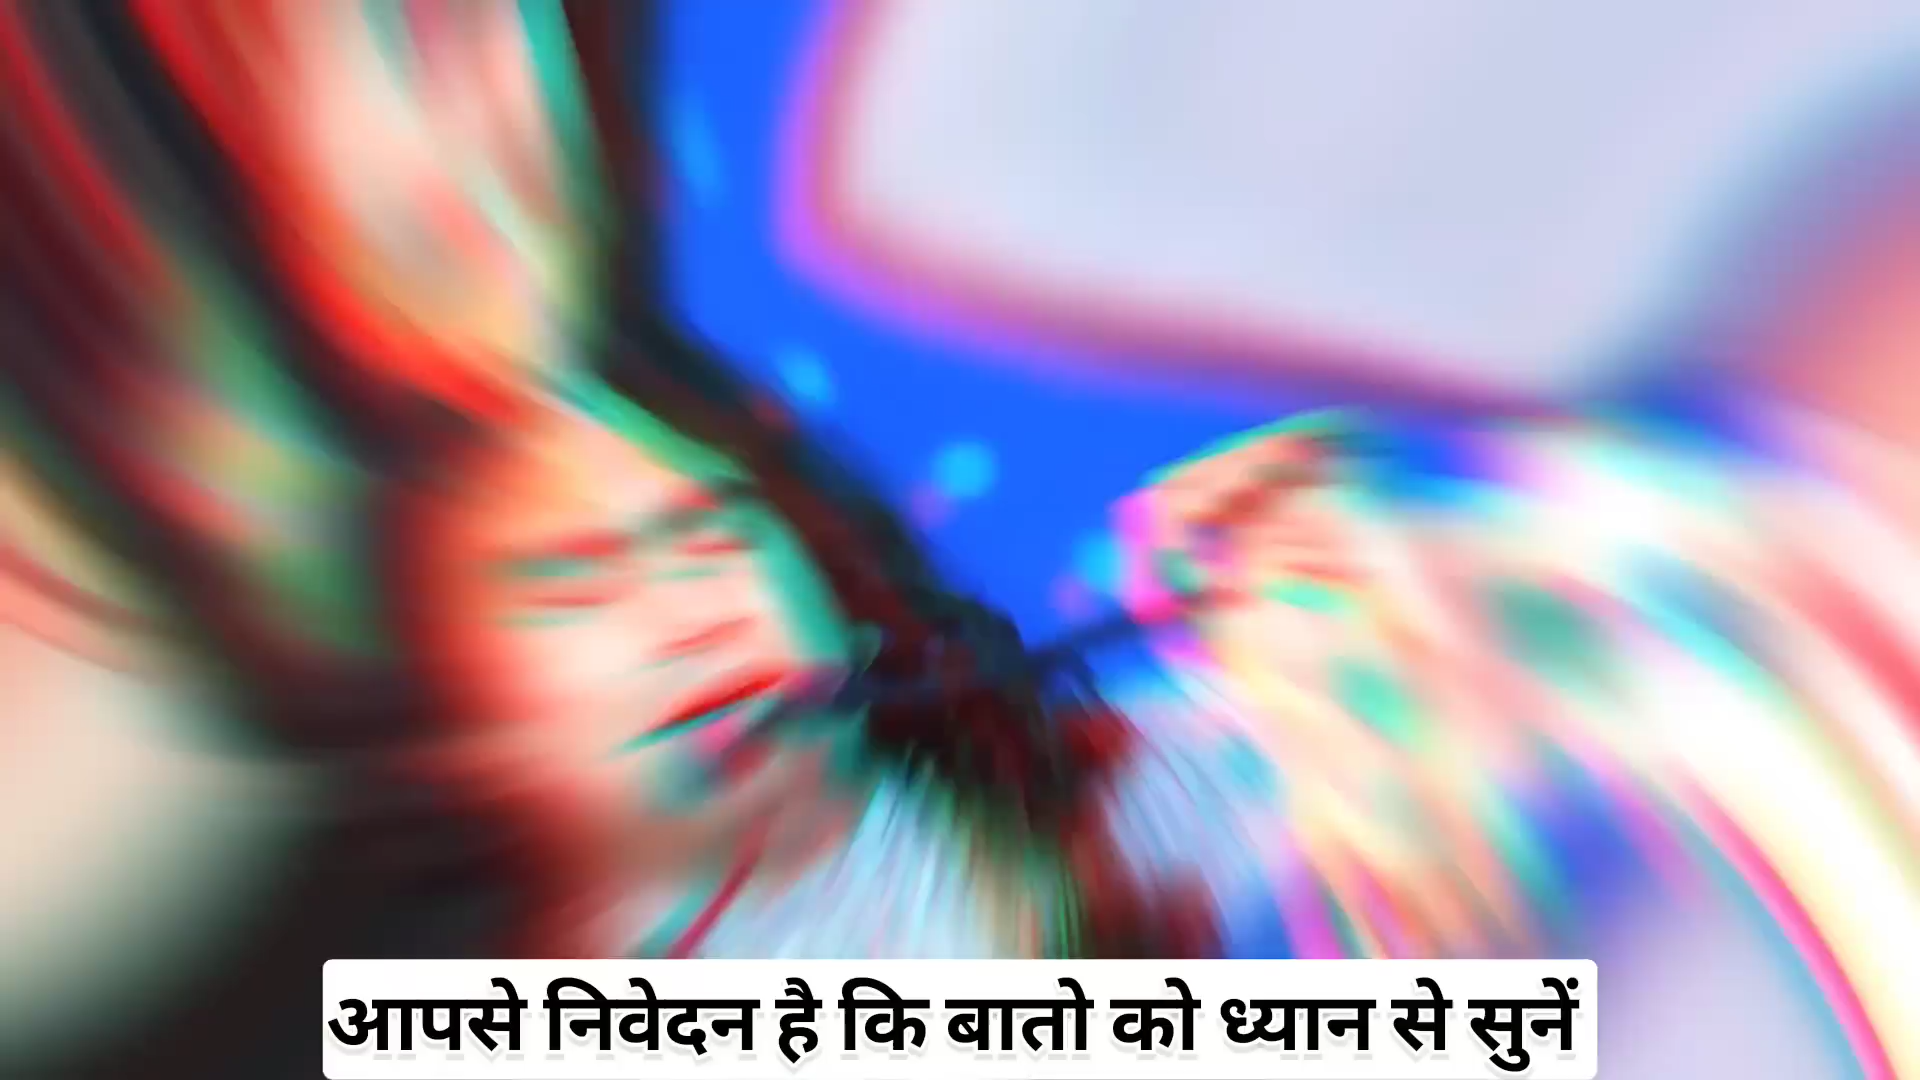 आपसे निवेदन है कि बातो को ध्यान से सुनें